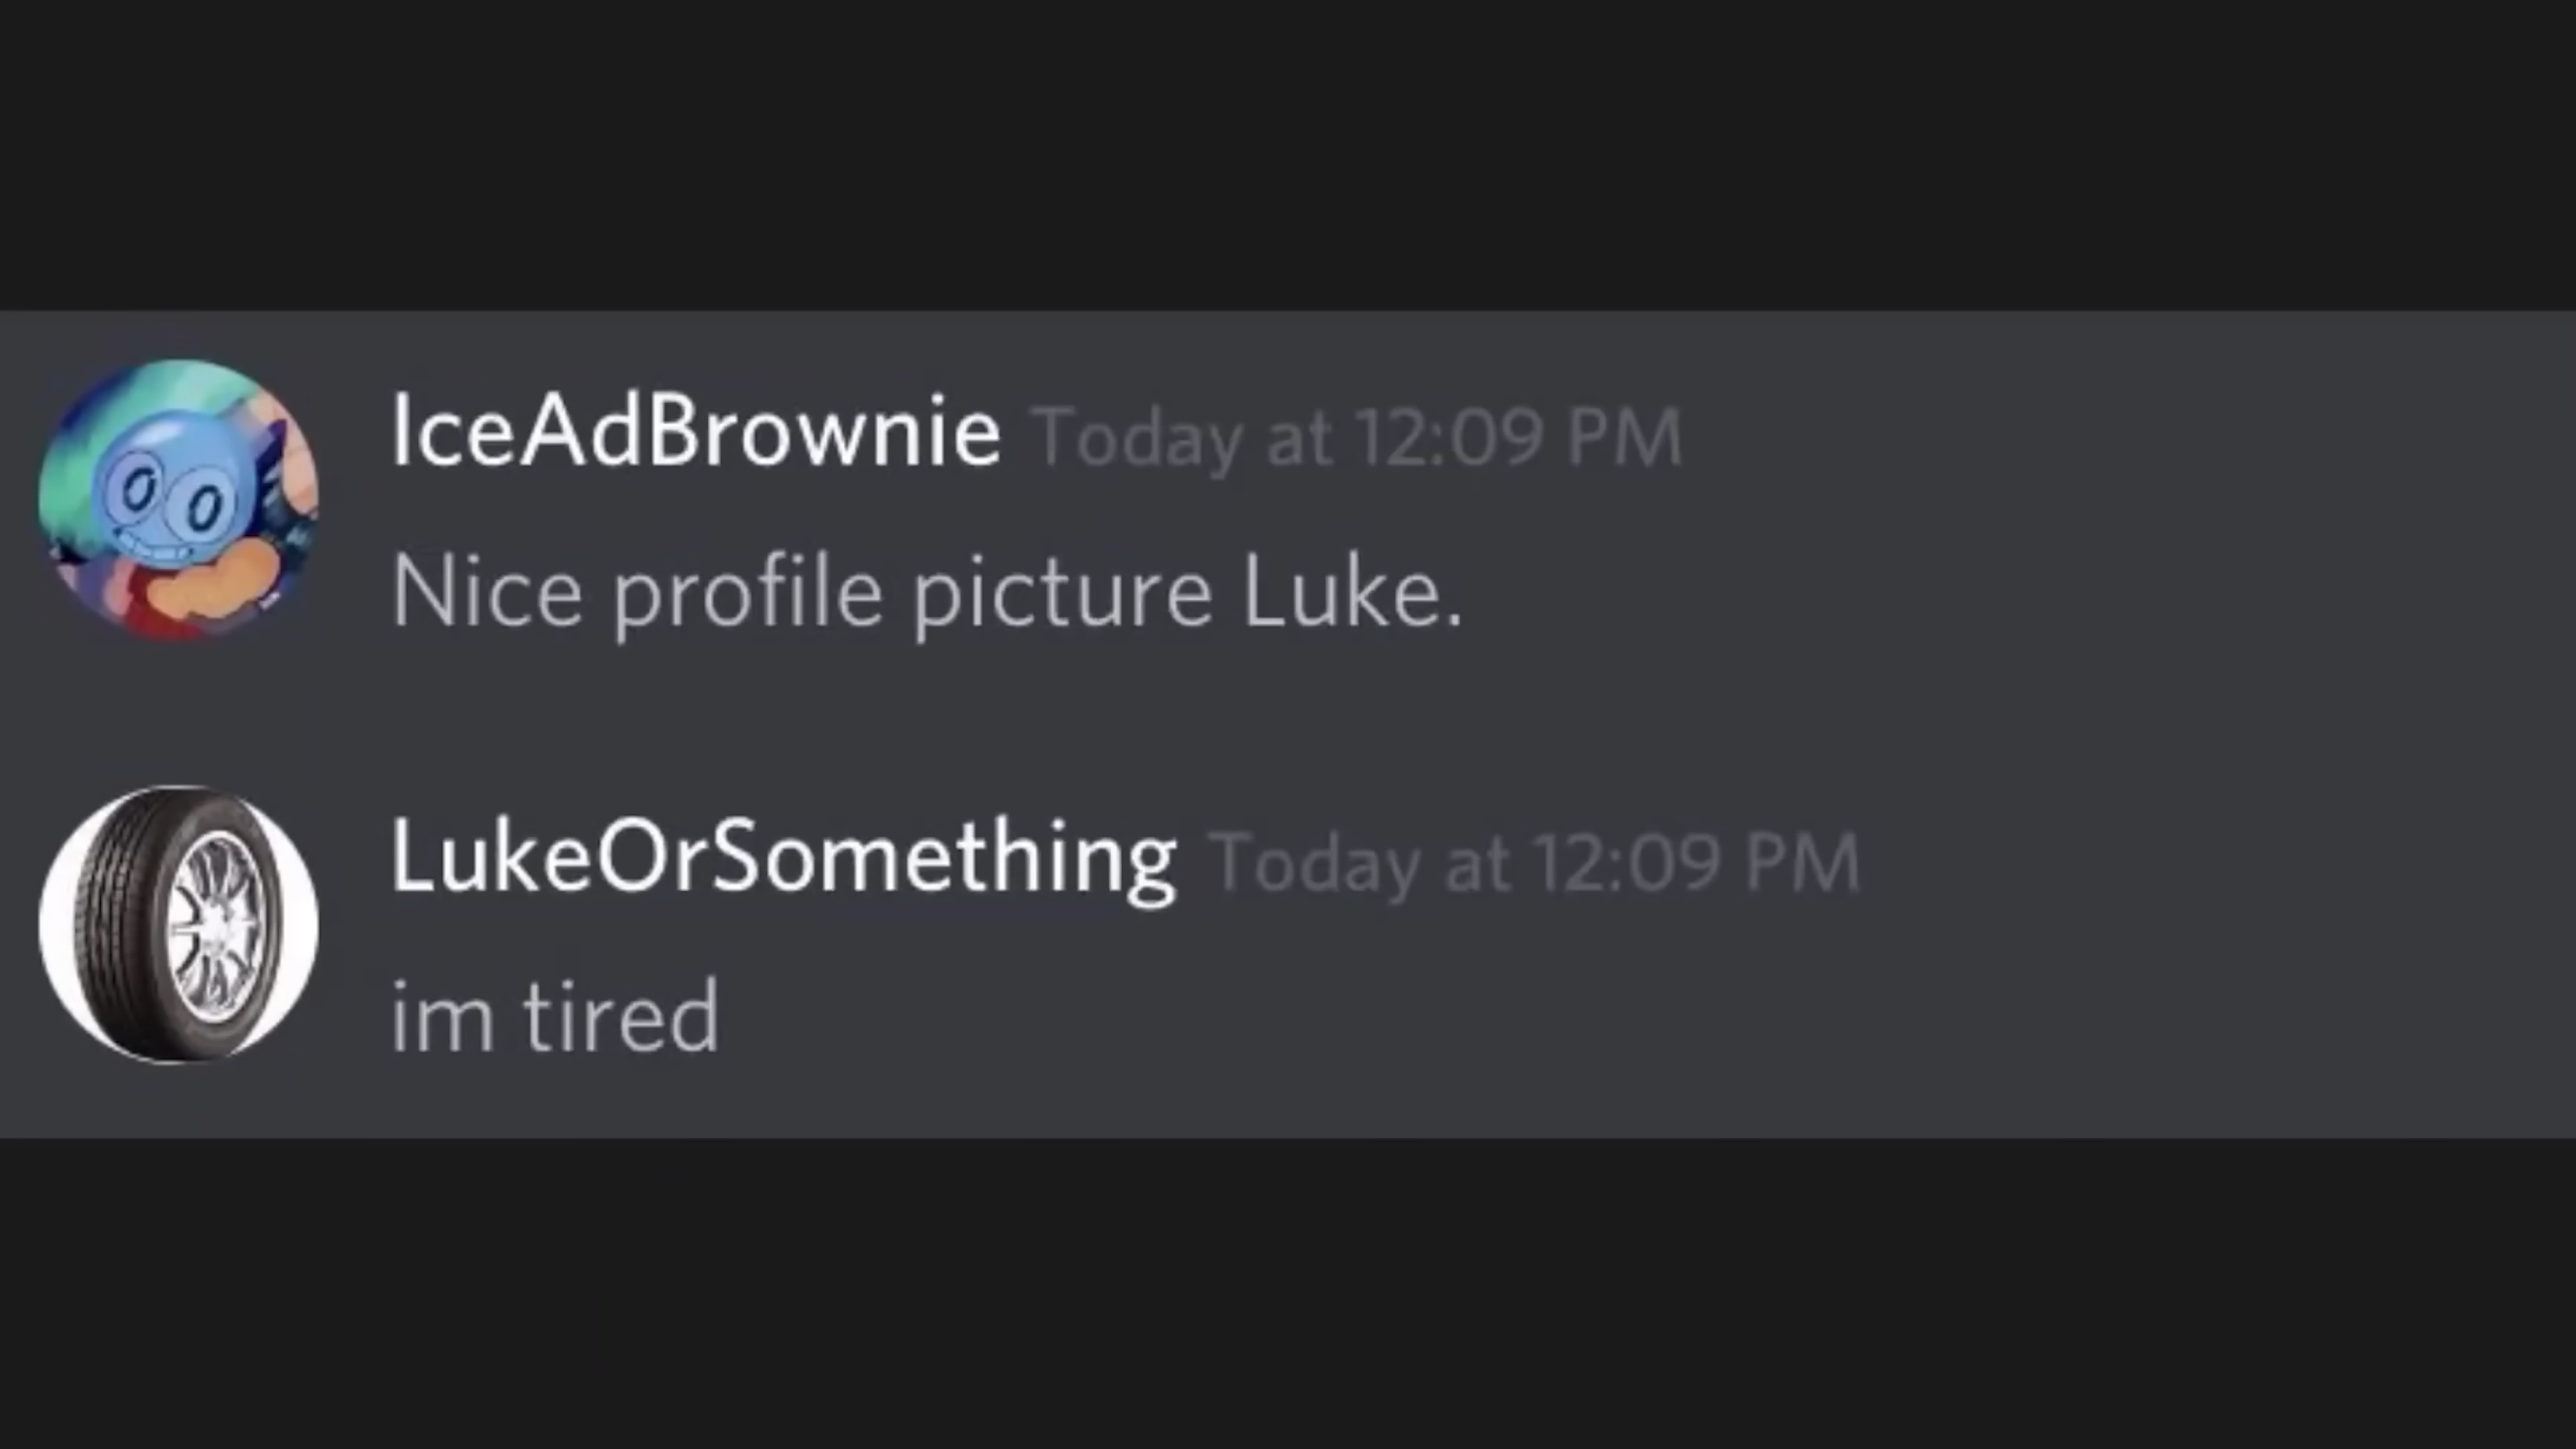 IceAdBrownie Today at 12:09 PM
Nice profile picture Luke.
LukeOrSomething Today at 12:09 PM
im tired